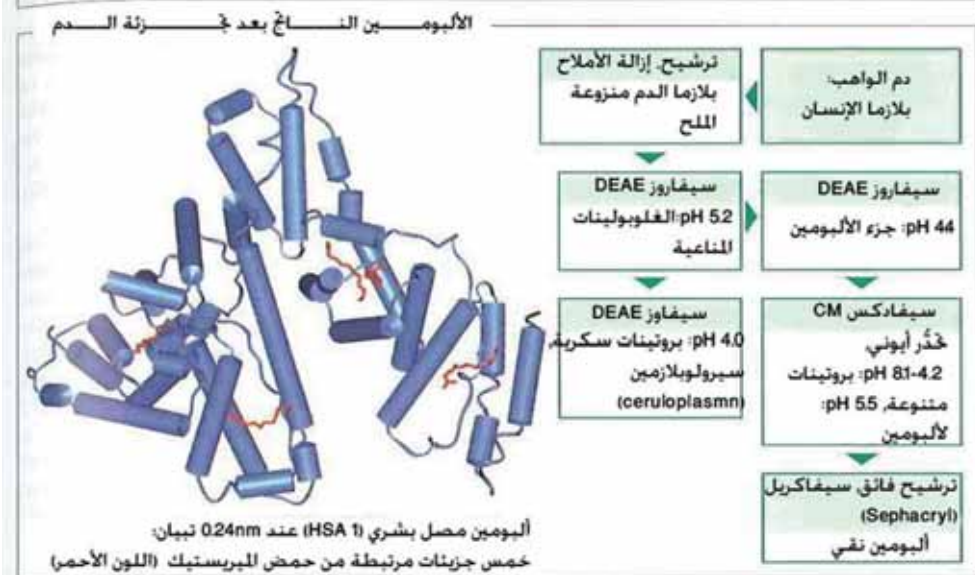 الألبومين الناتج بعد تجزئة الدم
دم الواهب:
بلازما الإنسان
ترشيح. إزالة الأملاح
بلازما الدم منزوعة
الملح
سيفاروز DEAE
pH 5.2:الغلوبولينات
المناعية
سيفاروز DEAE
pH 44: جزء الألبومين
سيفاوز DEAE
pH 4.0: بروتينات سكرية,
سيرولوبلازمين
(ceruloplasmn)
سيفادكس CM
تحدُّر أيوني,
pH 8.1-4.2: بروتينات
متنوعة, pH 5.5:
لألبومين
ترشيح فائق سيفاكريل
(Sephacryl)
ألبومين نقي
ألبومين مصل بشري (HSA 1) عند 0.24nm تبيان:
خمس جزيئات مرتبطة من حمض الميريستيك (اللون الأحمر)